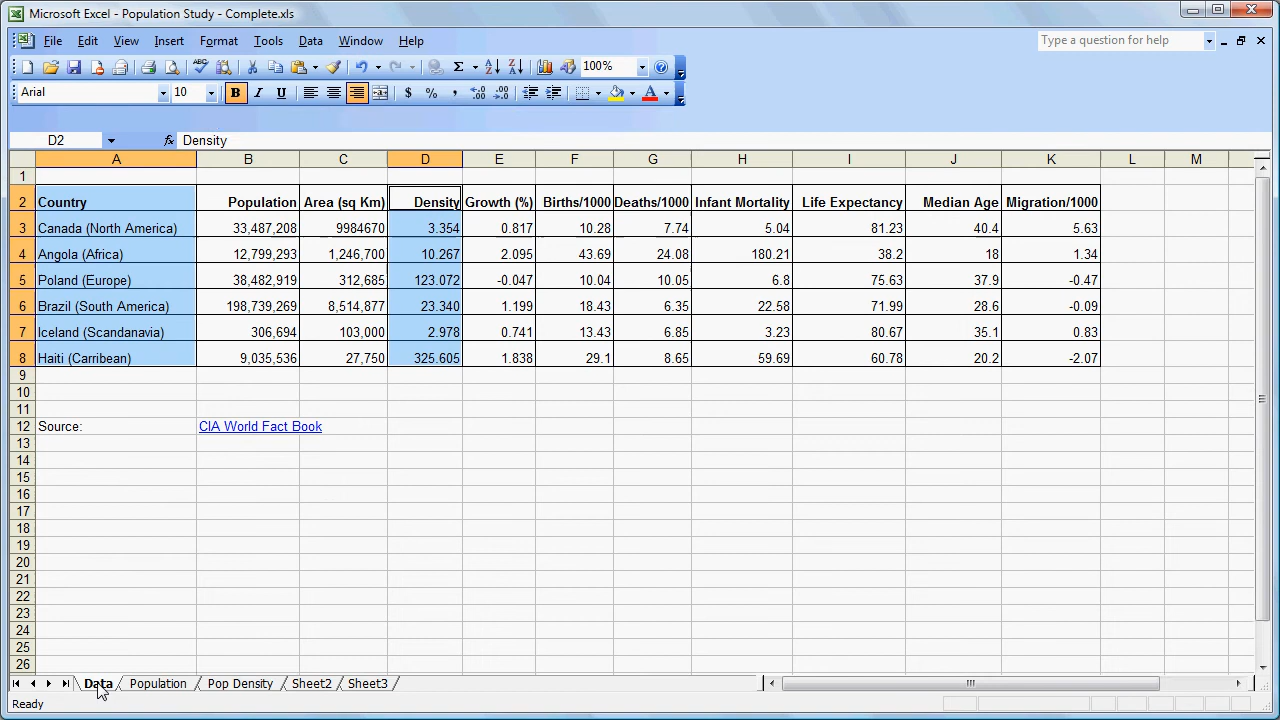 Microsoft Excel - Population Study - Complete.xls
File Edit View Insert Format Tools Data Window Help Type a question for help
100%
Arial 10 B I U $ % ,
D2 fx Density
A B C D E F G H I J K L M
1
2 Country Population Area (sq Km) Density Growth (%) Births/1000 Deaths/1000 Infant Mortality Life Expectancy Median Age Migration/1000
3 Canada (North America) 33,487,208 9984670 3.354 0.817 10.28 7.74 5.04 81.23 40.4 5.63
4 Angola (Africa) 12,799,293 1,246,700 10.267 2.095 43.69 24.08 180.21 38.2 18 1.34
5 Poland (Europe) 38,482,919 312,685 123.072 -0.047 10.04 10.05 6.8 75.63 37.9 -0.47
6 Brazil (South America) 198,739,269 8,514,877 23.340 1.199 18.43 6.35 22.58 71.99 28.6 -0.09
7 Iceland (Scandanavia) 306,694 103,000 2.978 0.741 13.43 6.85 3.23 80.67 35.1 0.83
8 Haiti (Carribean) 9,035,536 27,750 325.605 1.838 29.1 8.65 59.69 60.78 20.2 -2.07
9
10
11
12 Source: CIA World Fact Book
13
14
15
16
17
18
19
20
21
22
23
24
25
26
Data Population Pop Density Sheet2 Sheet3
Ready